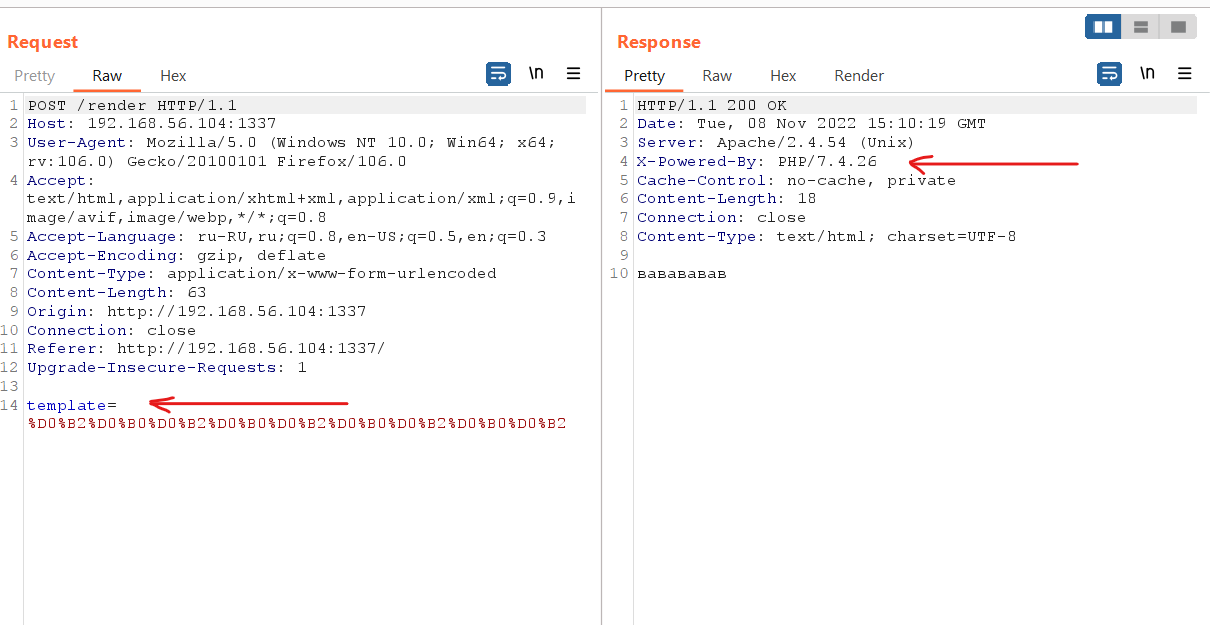 Request
Pretty Raw Hex \n
1 POST /render HTTP/1.1
2 Host: 192.168.56.104:1337
3 User-Agent: Mozilla/5.0 (Windows NT 10.0; Win64; x64;
rv:106.0) Gecko/20100101 Firefox/106.0
4 Accept:
text/html,application/xhtml+xml,application/xml;q=0.9,i
mage/avif,image/webp,*/*;q=0.8
5 Accept-Language: ru-RU,ru;q=0.8,en-US;q=0.5,en;q=0.3
6 Accept-Encoding: gzip, deflate
7 Content-Type: application/x-www-form-urlencoded
8 Content-Length: 63
9 Origin: http://192.168.56.104:1337
10 Connection: close
11 Referer: http://192.168.56.104:1337/
12 Upgrade-Insecure-Requests: 1
13
14 template=
%D0%B2%D0%B0%D0%B2%D0%B0%D0%B2%D0%B0%D0%B2%D0%B0%D0%B2
Response
Pretty Raw Hex Render \n
1 HTTP/1.1 200 OK
2 Date: Tue, 08 Nov 2022 15:10:19 GMT
3 Server: Apache/2.4.54 (Unix)
4 X-Powered-By: PHP/7.4.26
5 Cache-Control: no-cache, private
6 Content-Length: 18
7 Connection: close
8 Content-Type: text/html; charset=UTF-8
9
10 вававабав